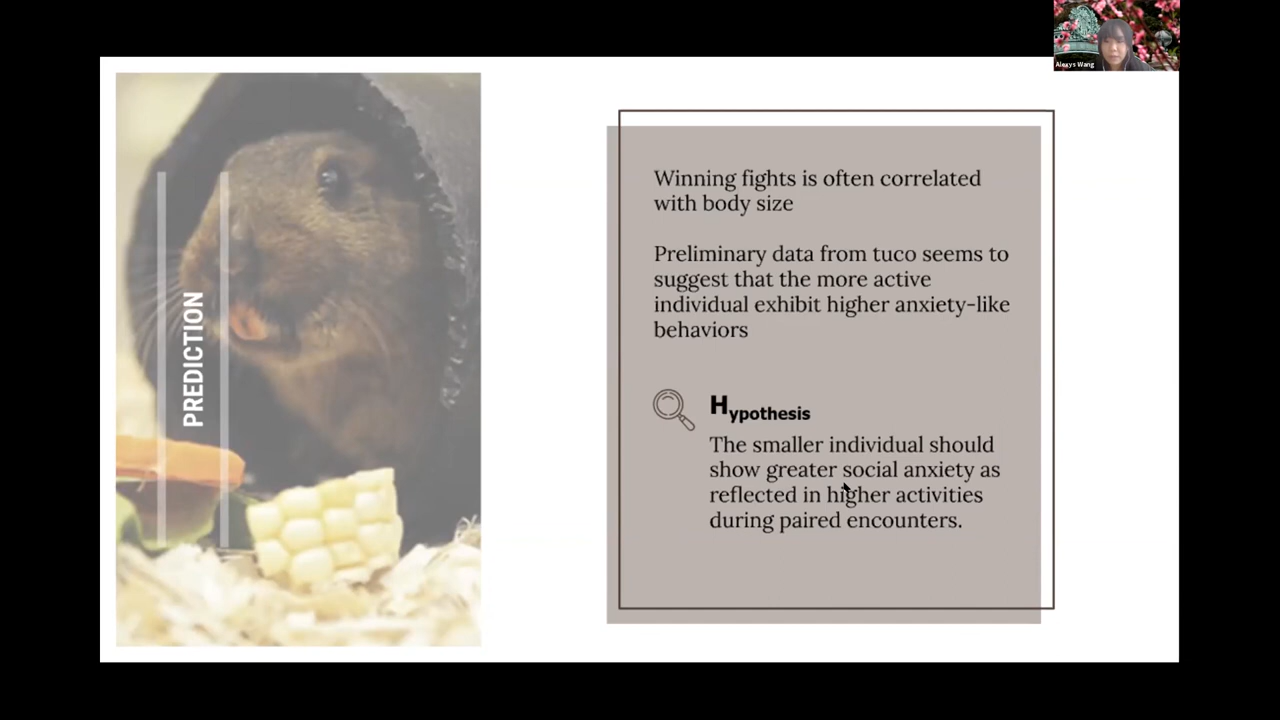 Alexys Wang
PREDICTION
Winning fights is often correlated
with body size
Preliminary data from tuco seems to
suggest that the more active
individual exhibit higher anxiety-like
behaviors
Hypothesis
The smaller individual should
show greater social anxiety as
reflected in higher activities
during paired encounters.